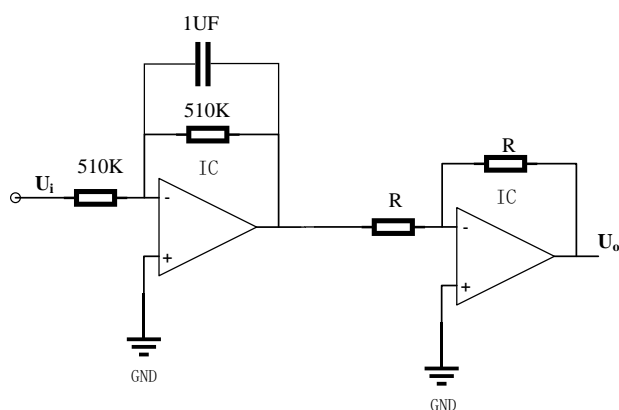 1UF
510K
510K
IC
Ui
-
+
GND
R
R
IC
-
+
Uo
GND